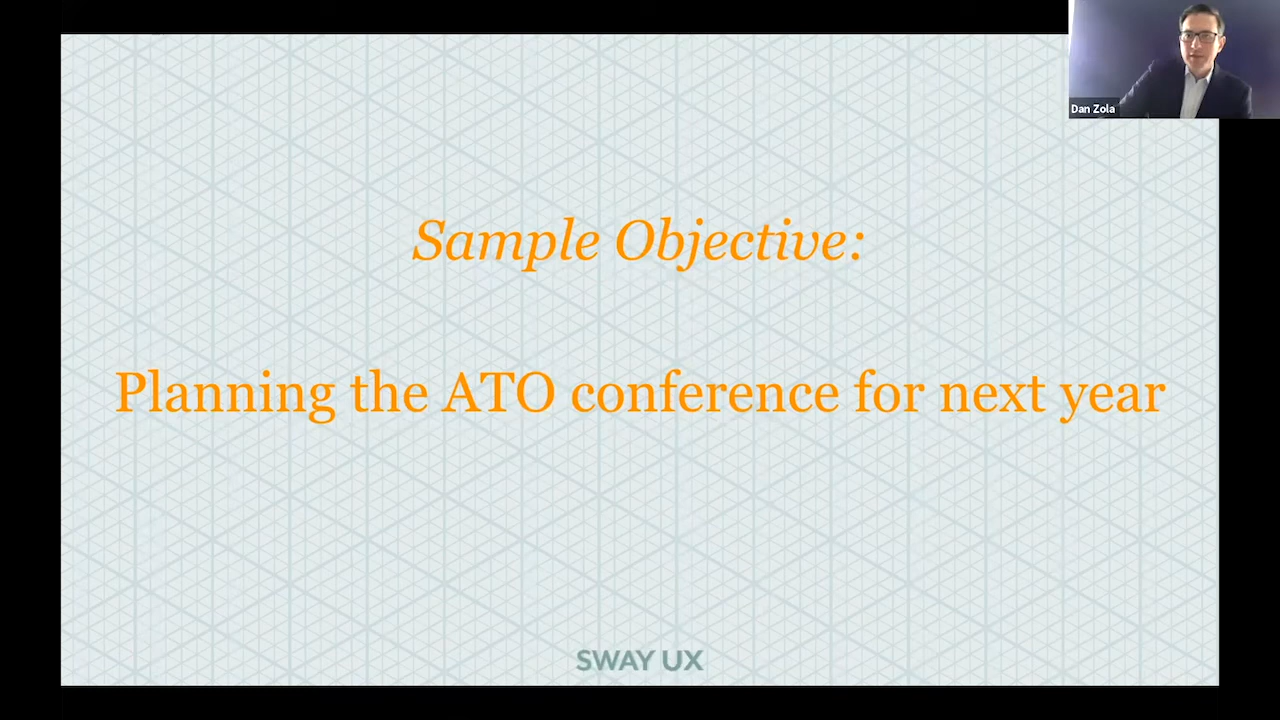 Dan Zola
Sample Objective:
Planning the ATO conference for next year
SWAY UX